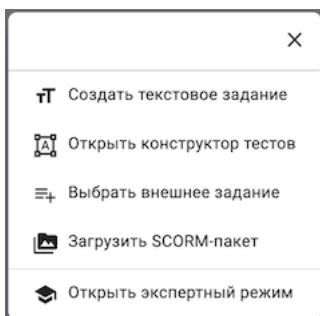 Создать текстовое задание
Открыть конструктор тестов
Выбрать внешнее задание
Загрузить SCORM-пакет
Открыть экспертный режим